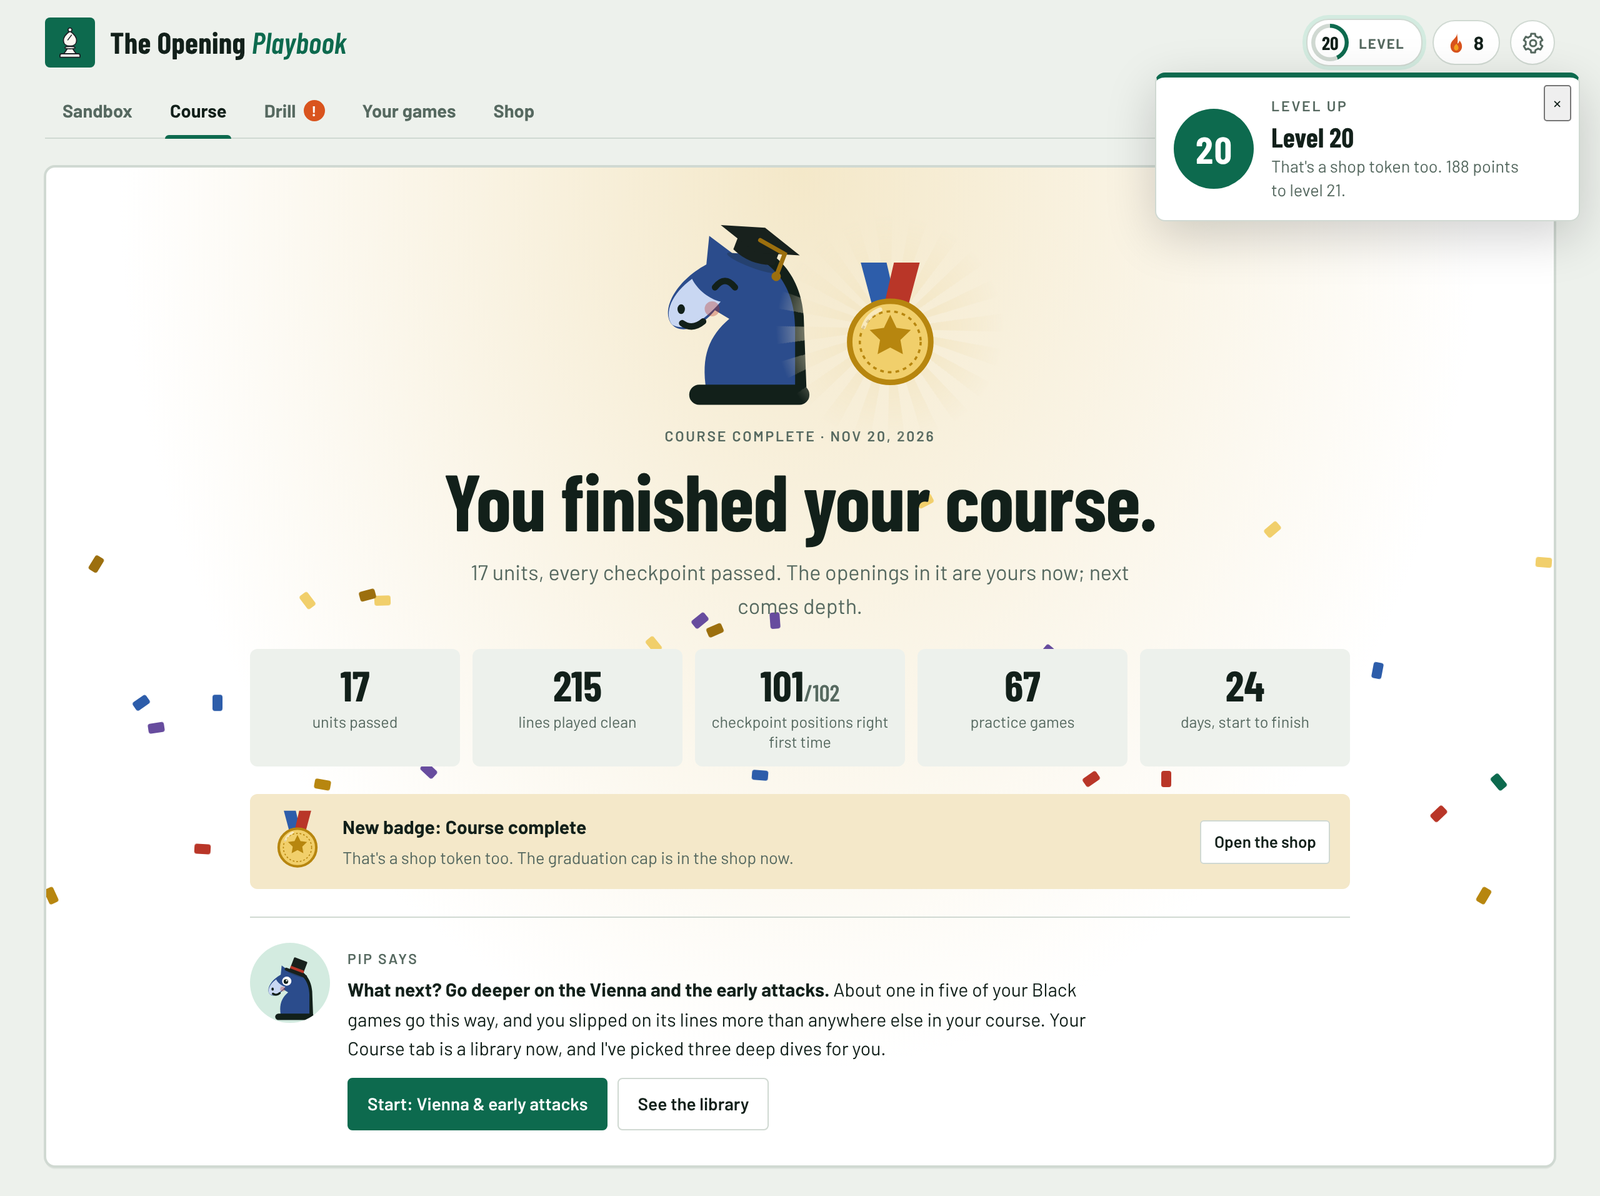 The Opening Playbook
20 LEVEL
8
Sandbox
Course
Drill !
Your games
Shop
20
LEVEL UP
Level 20
That's a shop token too. 188 points
to level 21.
×
COURSE COMPLETE · NOV 20, 2026
You finished your course.
17 units, every checkpoint passed. The openings in it are yours now; next
comes depth.
17
units passed
215
lines played clean
101/102
checkpoint positions right
first time
67
practice games
24
days, start to finish
New badge: Course complete
That's a shop token too. The graduation cap is in the shop now.
Open the shop
PIP SAYS
What next? Go deeper on the Vienna and the early attacks. About one in five of your Black
games go this way, and you slipped on its lines more than anywhere else in your course. Your
Course tab is a library now, and I've picked three deep dives for you.
Start: Vienna & early attacks
See the library